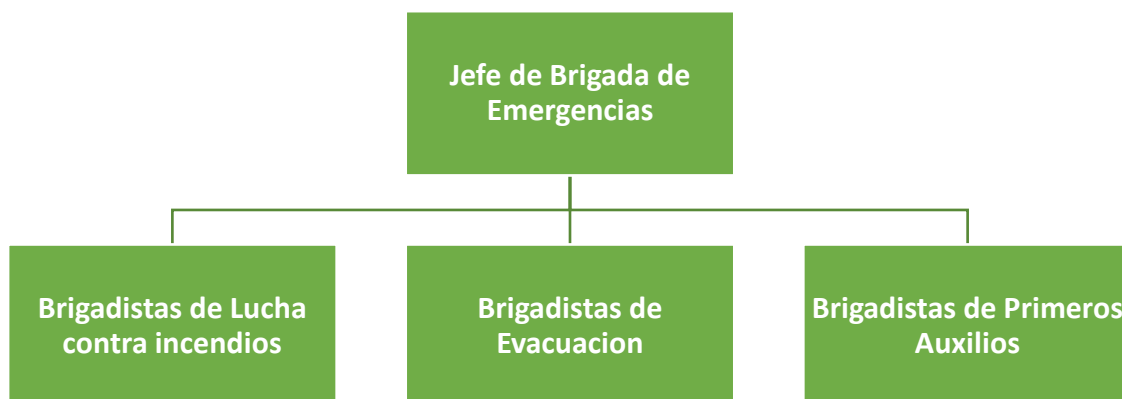 Jefe de Brigada de
Emergencias
Brigadistas de Lucha
contra incendios
Brigadistas de
Evacuacion
Brigadistas de Primeros
Auxilios